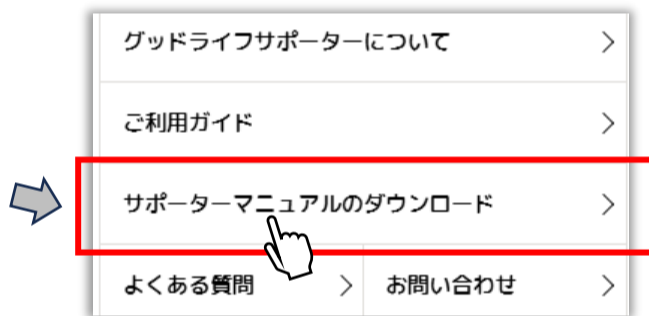 グッドライフサポーターについて
ご利用ガイド
サポーターマニュアルのダウンロード
よくある質問 お問い合わせ